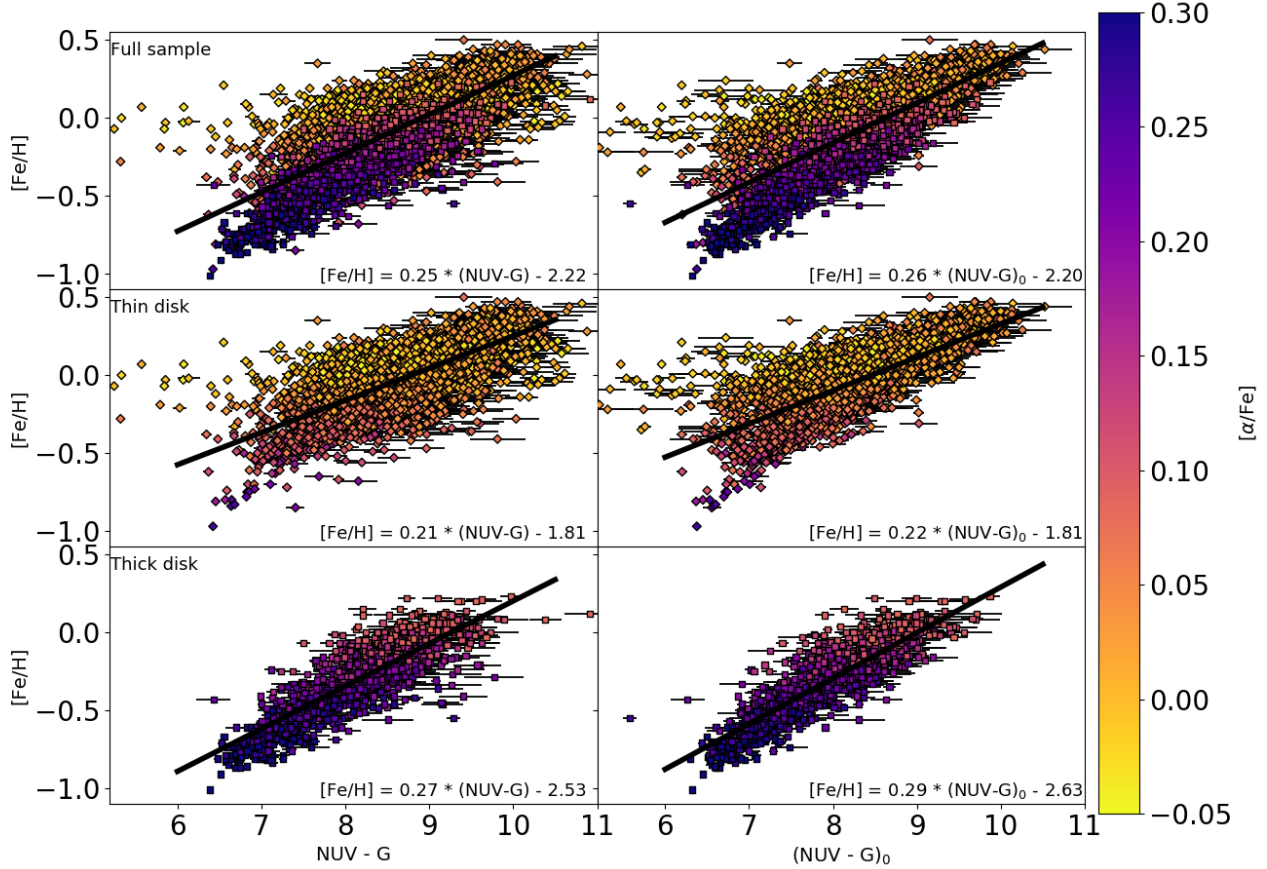 Full sample
0.5
0.0
−0.5
−1.0
[Fe/H]
[Fe/H] = 0.25 * (NUV-G) - 2.22
[Fe/H] = 0.26 * (NUV-G)₀ - 2.20
Thin disk
0.5
0.0
−0.5
−1.0
[Fe/H]
[Fe/H] = 0.21 * (NUV-G) - 1.81
[Fe/H] = 0.22 * (NUV-G)₀ - 1.81
Thick disk
0.5
0.0
−0.5
−1.0
[Fe/H]
[Fe/H] = 0.27 * (NUV-G) - 2.53
[Fe/H] = 0.29 * (NUV-G)₀ - 2.63
6 7 8 9 10 6 7 8 9 10 11
NUV - G
(NUV - G)₀
0.30
0.25
0.20
0.15
0.10
0.05
0.00
−0.05
[α/Fe]